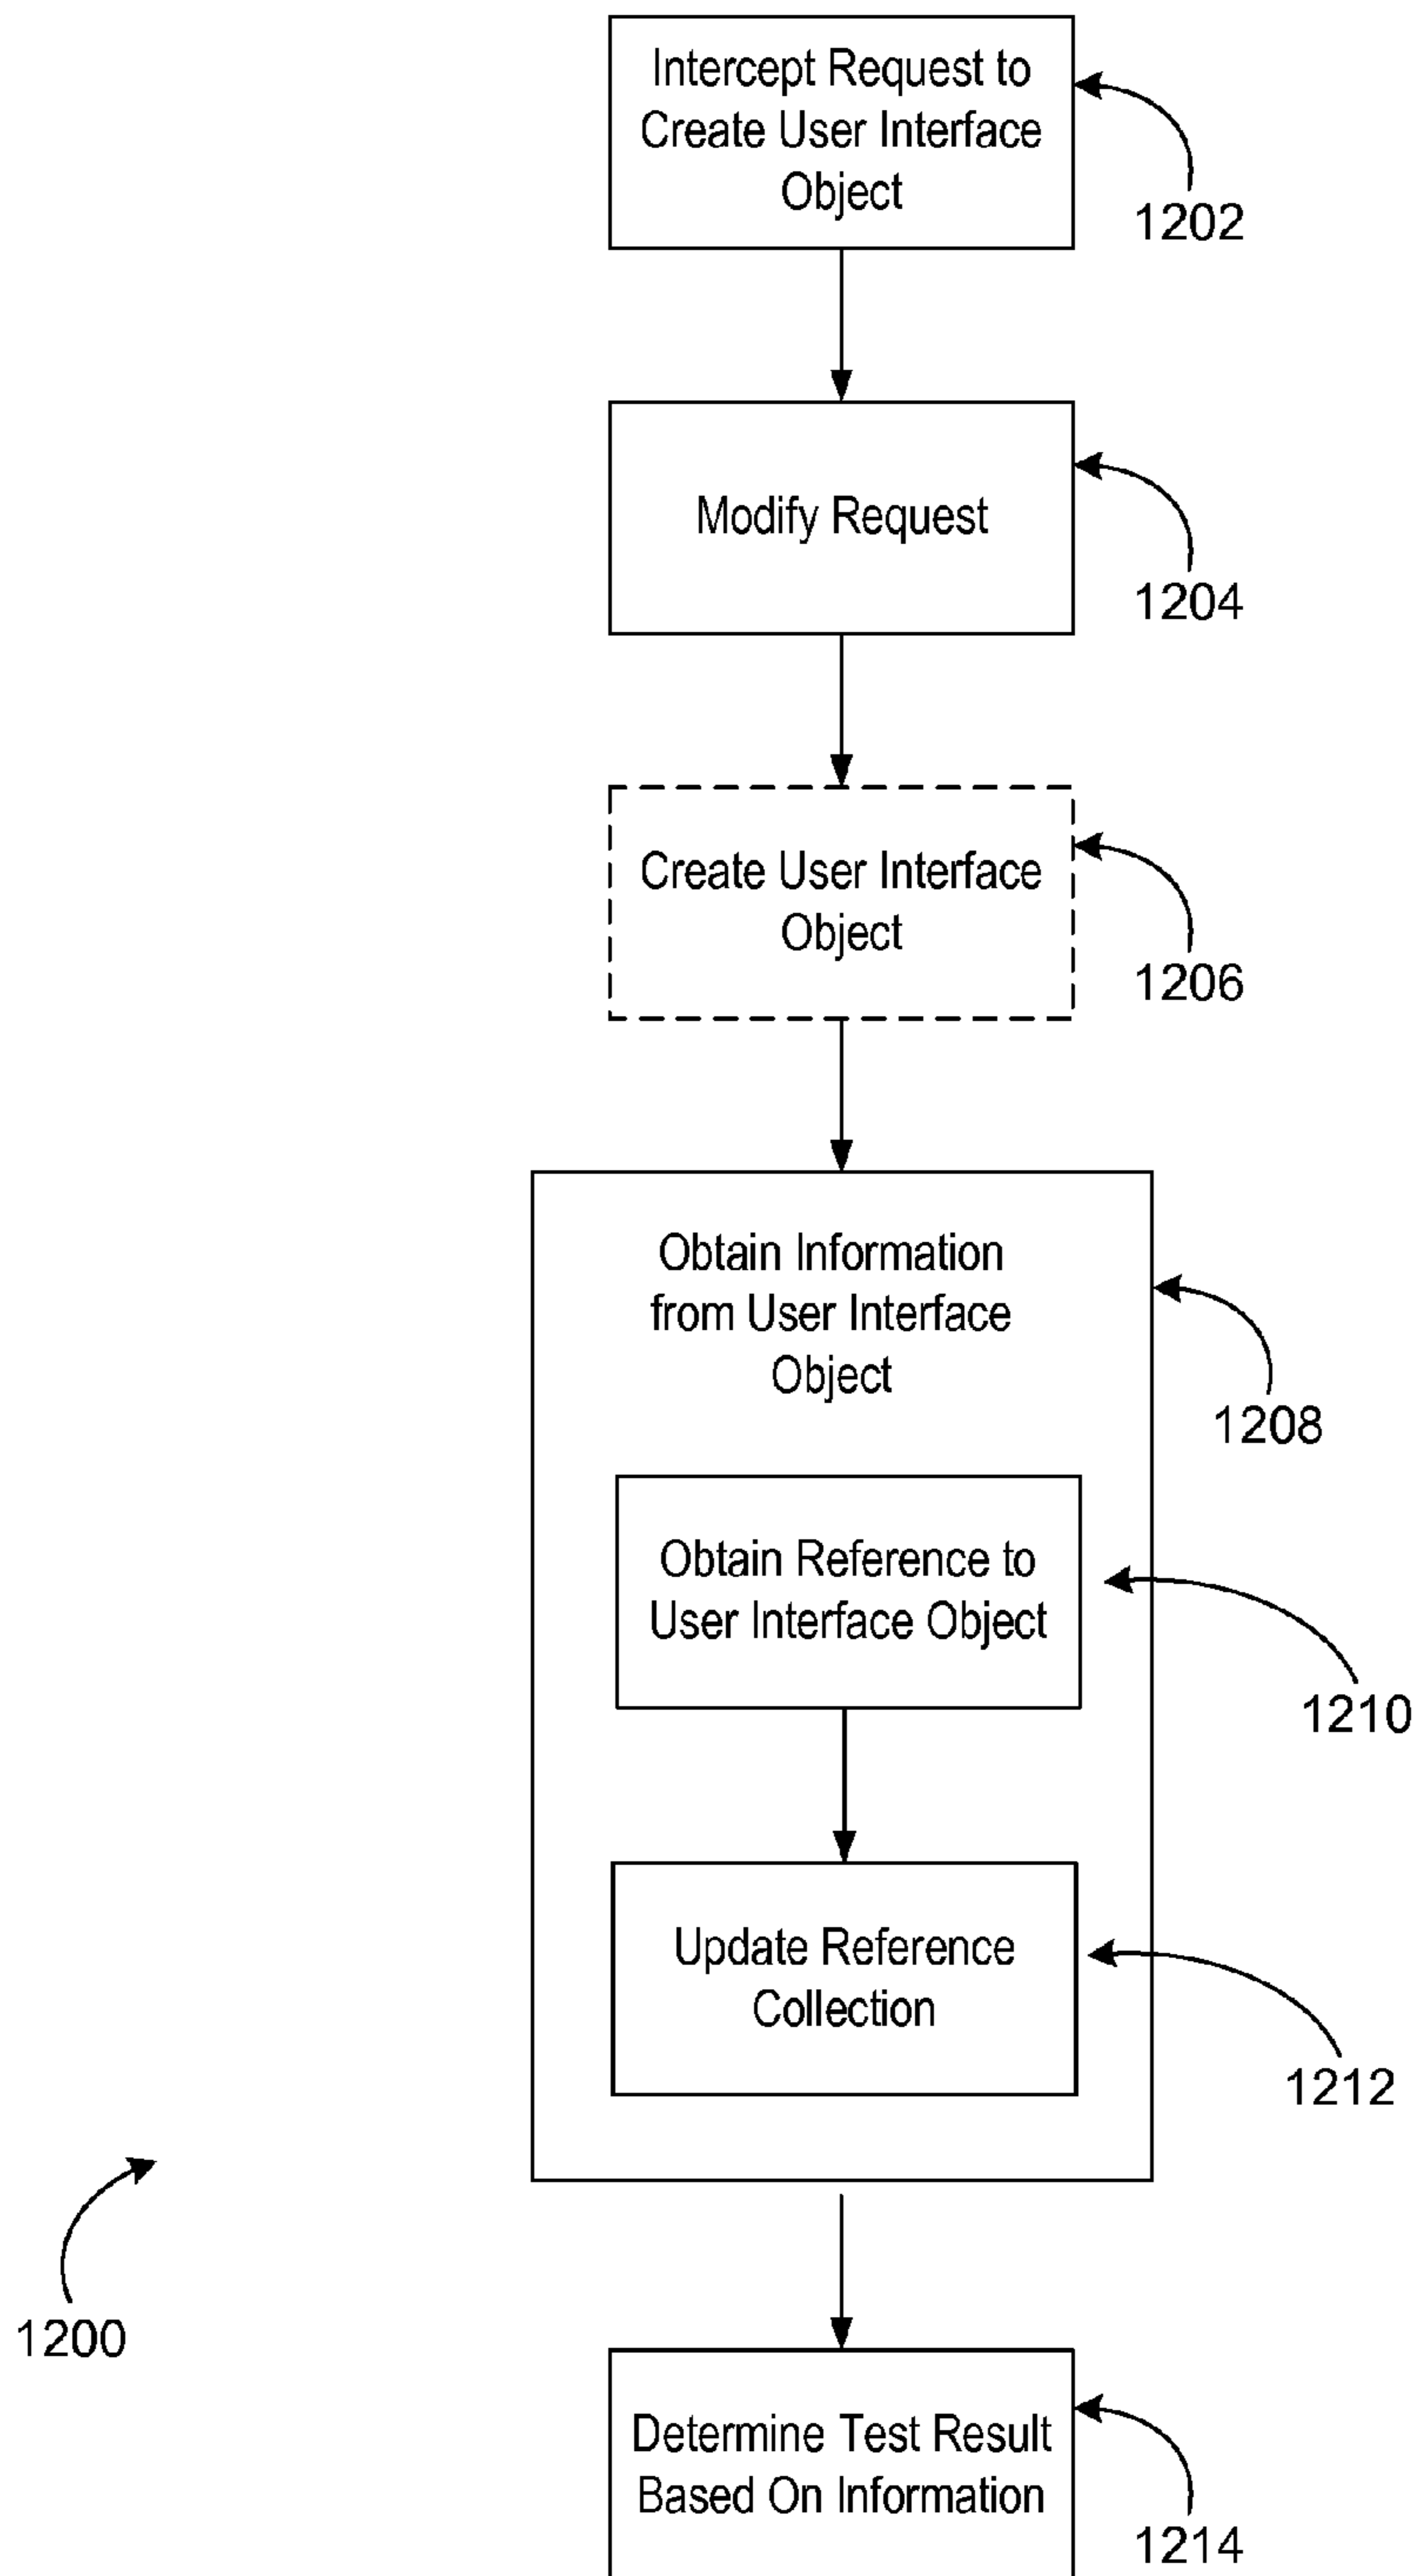 Intercept Request to
Create User Interface
Object
1202
Modify Request
1204
Create User Interface
Object
1206
Obtain Information
from User Interface
Object
1208
Obtain Reference to
User Interface Object
1210
Update Reference
Collection
1212
1200
Determine Test Result
Based On Information
1214